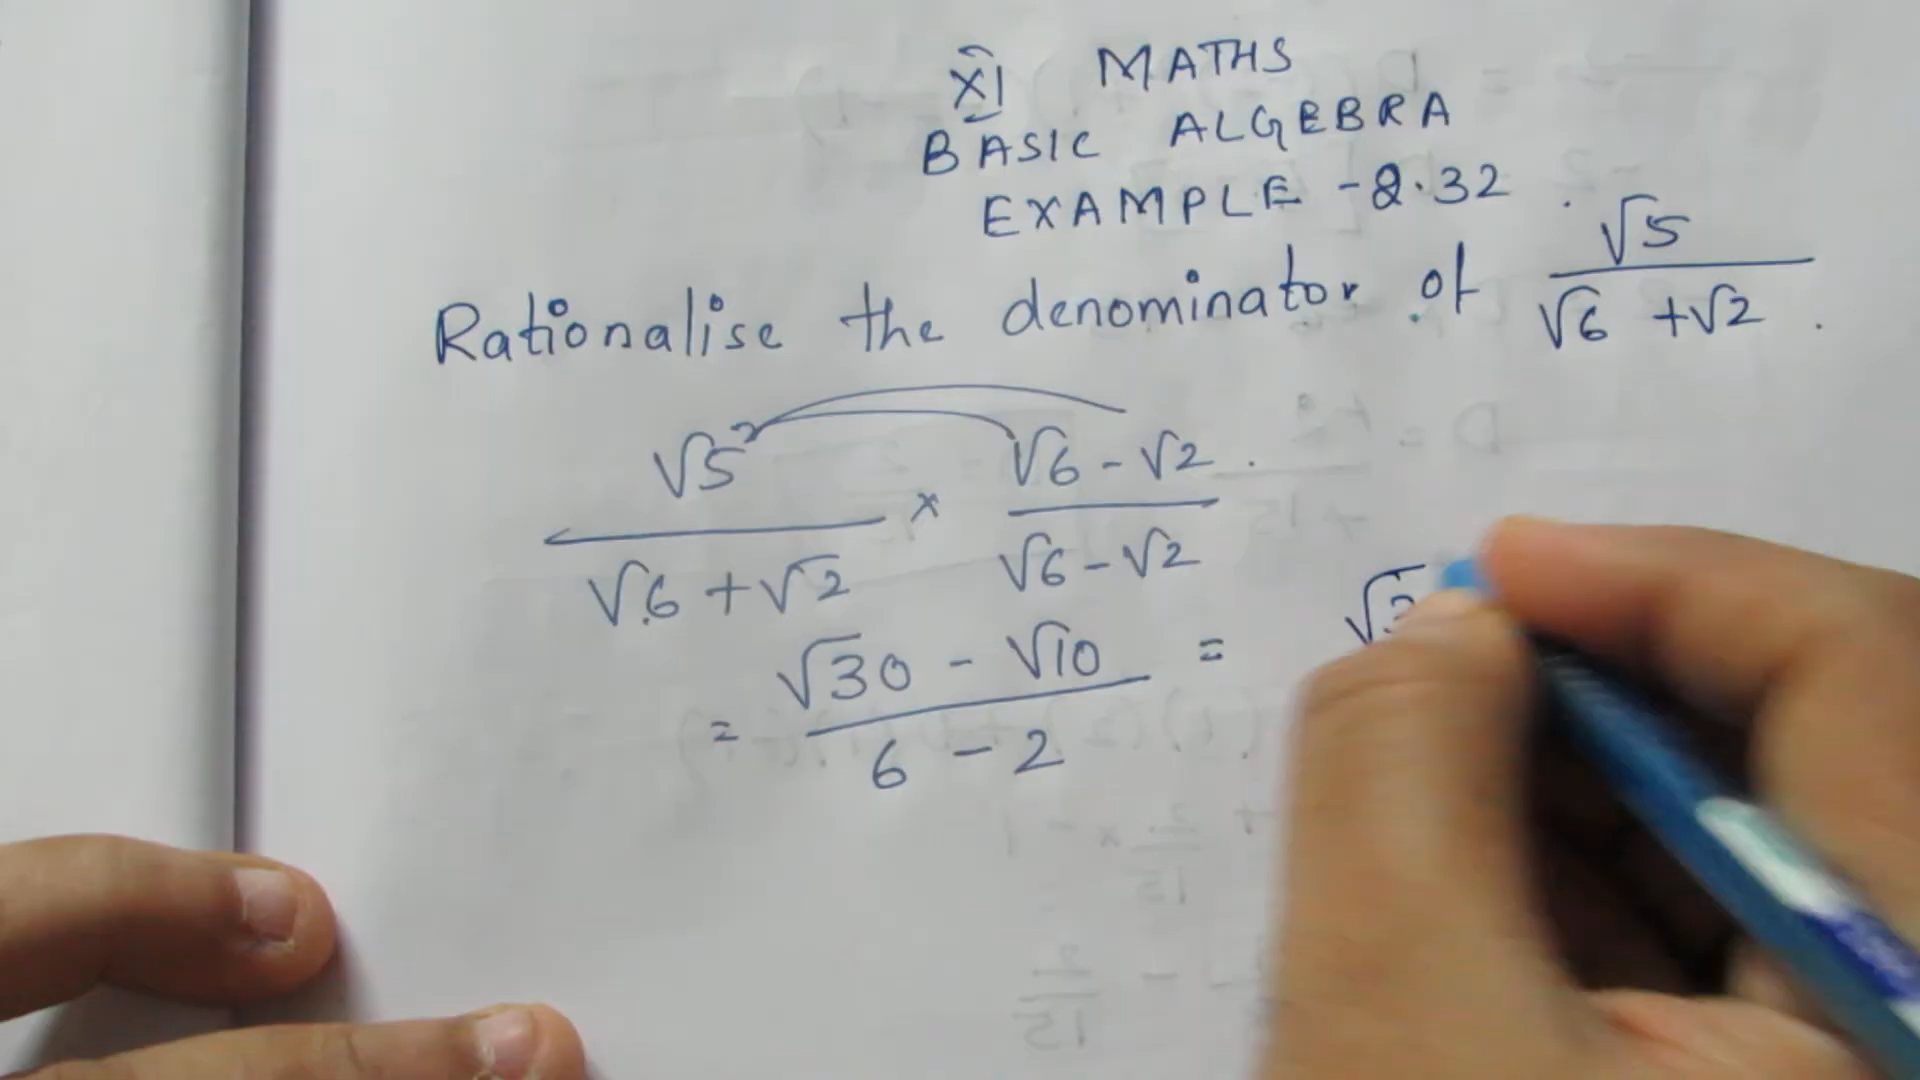 XI MATHS
BASIC ALGEBRA
EXAMPLE - 2.32
Rationalise the denominator of √5 / √6 + √2 .
√5 / √6 + √2 × √6 - √2 / √6 - √2
= √30 - √10 / 6 - 2 = √3